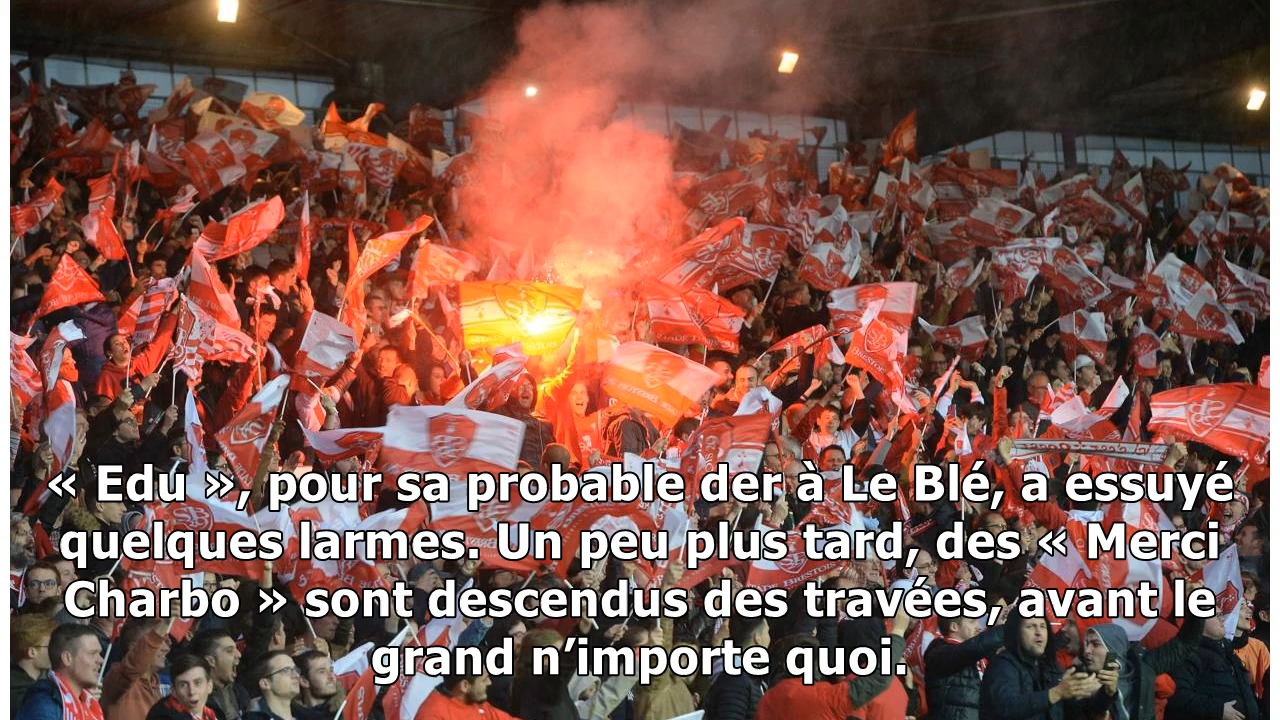 « Edu », pour sa probable der à Le Blé, a essuyé
quelques larmes. Un peu plus tard, des « Merci
Charbo » sont descendus des travées, avant le
grand n’importe quoi.